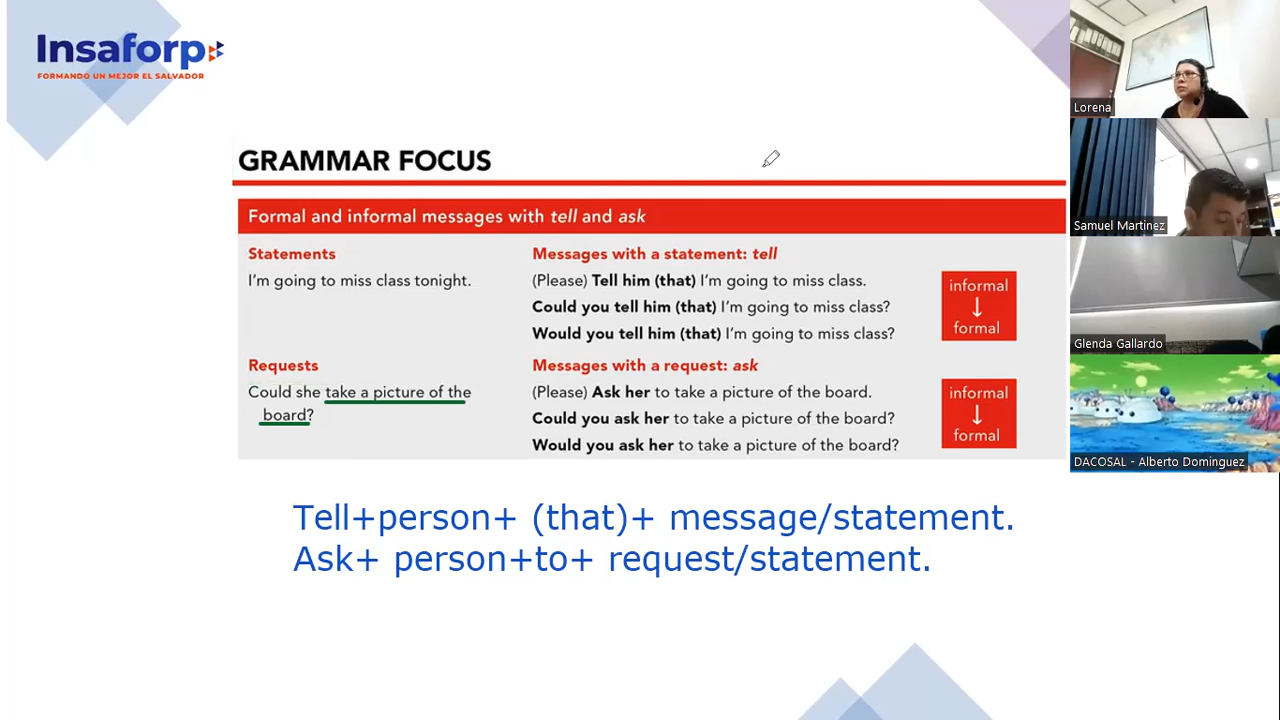 Insaforp
FORMANDO UN MEJOR EL SALVADOR
GRAMMAR FOCUS
Formal and informal messages with tell and ask
Statements
I'm going to miss class tonight.
Messages with a statement: tell
(Please) Tell him (that) I'm going to miss class.
Could you tell him (that) I'm going to miss class?
Would you tell him (that) I'm going to miss class?
informal
formal
Requests
Could she take a picture of the
board?
Messages with a request: ask
(Please) Ask her to take a picture of the board.
Could you ask her to take a picture of the board?
Would you ask her to take a picture of the board?
informal
formal
Tell+person+ (that)+ message/statement.
Ask+ person+to+ request/statement.
Lorena
Samuel Martinez
Glenda Gallardo
DACOSAL - Alberto Dominguez